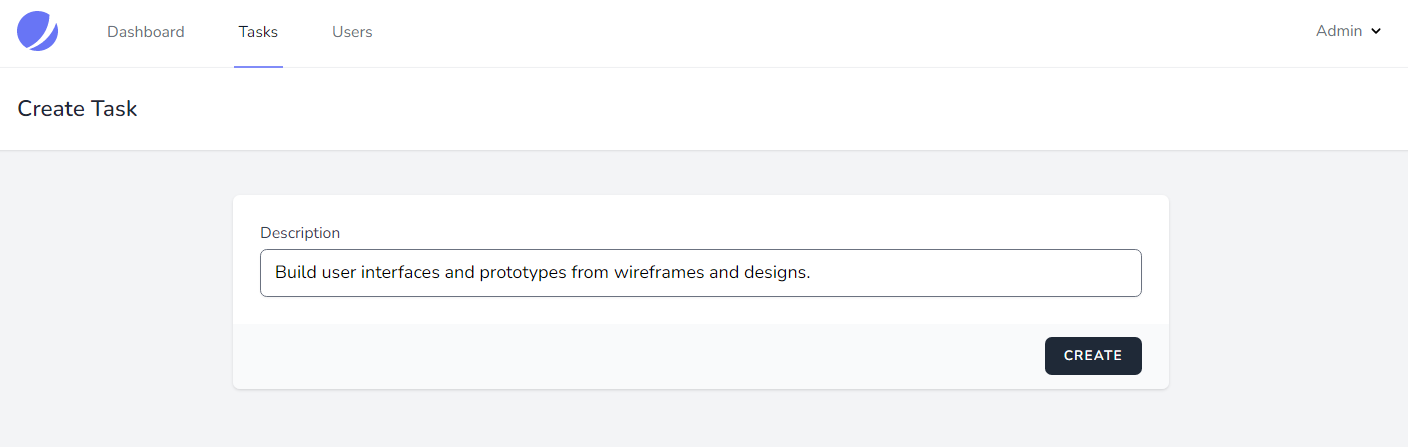 Dashboard Tasks Users Admin
Create Task
Description
Build user interfaces and prototypes from wireframes and designs.
CREATE